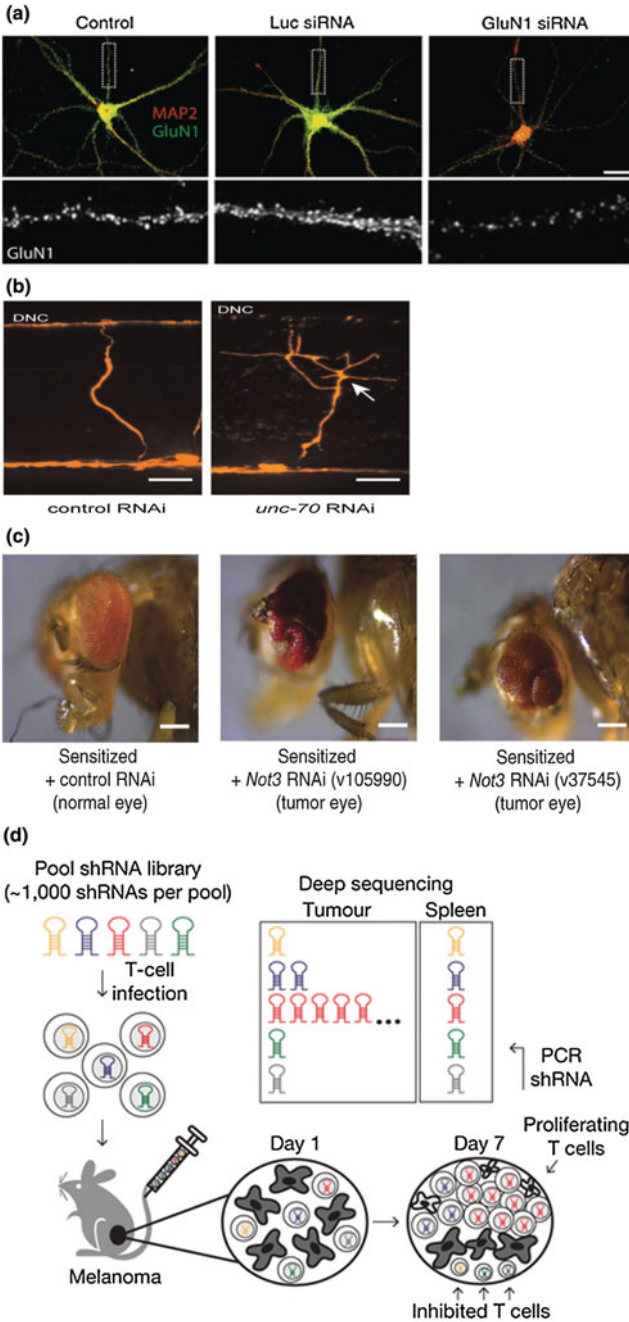 (a)
Control
Luc siRNA
GluN1 siRNA
MAP2
GluN1
GluN1
(b)
DNC
DNC
control RNAi
unc-70 RNAi
(c)
Sensitized
+ control RNAi
(normal eye)
Sensitized
+ Not3 RNAi (v105990)
(tumor eye)
Sensitized
+ Not3 RNAi (v37545)
(tumor eye)
(d)
Pool shRNA library
(~1,000 shRNAs per pool)
T-cell
infection
Deep sequencing
Tumour
Spleen
PCR
shRNA
Proliferating
T cells
Day 1
Day 7
Melanoma
Inhibited T cells